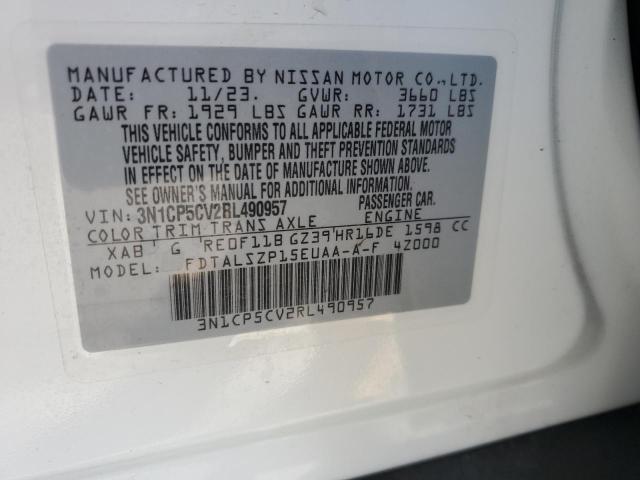 MANUFACTURED BY NISSAN MOTOR CO.,LTD.
DATE: 11/23. GVWR: 3660 LBS
GAWR FR: 1929 LBS GAWR RR: 1731 LBS
THIS VEHICLE CONFORMS TO ALL APPLICABLE FEDERAL MOTOR
VEHICLE SAFETY, BUMPER AND THEFT PREVENTION STANDARDS
IN EFFECT ON THE DATE OF MANUFACTURE SHOWN ABOVE.
SEE OWNER'S MANUAL FOR ADDITIONAL INFORMATION.
VIN: 3N1CP5CV2RL490957 PASSENGER CAR.
COLOR TRIM TRANS AXLE ENGINE
XAB G RE0F11B GZ39 HR16DE 1598 CC
MODEL: FDTALSZP15EUAA-A-F 4Z000
3N1CP5CV2RL490957